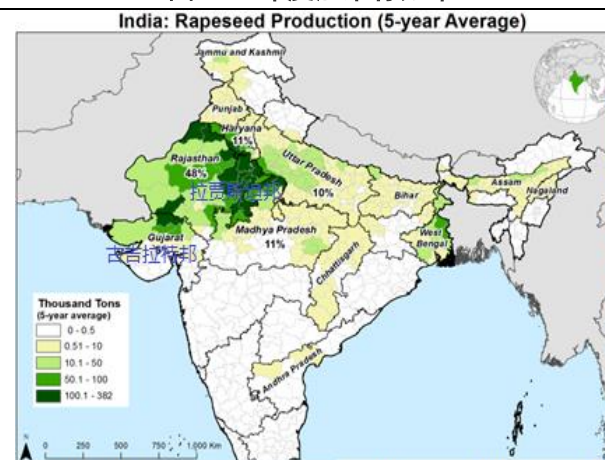 India: Rapeseed Production (5-year Average)
Jammu and Kashmir
Punjab
Haryana
11%
Rajasthan
48%
拉贾斯坦邦
Uttar Pradesh
10%
Bihar
Assam
Nagaland
Gujarat
古吉拉特邦
Madhya Pradesh
11%
West
Bengal
Chhattisgarh
Andhra Pradesh
Thousand Tons
(5-year average)
0 - 0.5
0.51 - 10
10.1 - 50
50.1 - 100
100.1 - 382
N
0 250 500 750 1,000 Km